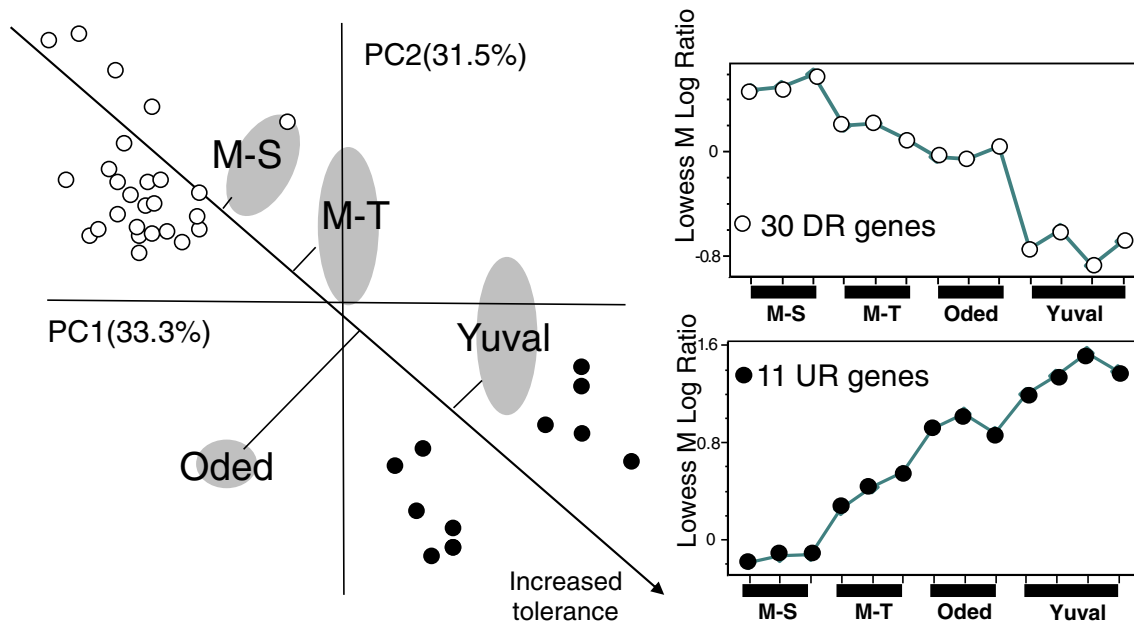 PC2(31.5%)
M-S
M-T
PC1(33.3%)
Yuval
Oded
Increased
tolerance
Lowess M Log Ratio
0
-0.8
30 DR genes
M-S M-T Oded Yuval
Lowess M Log Ratio
1.6
0.8
0
11 UR genes
M-S M-T Oded Yuval